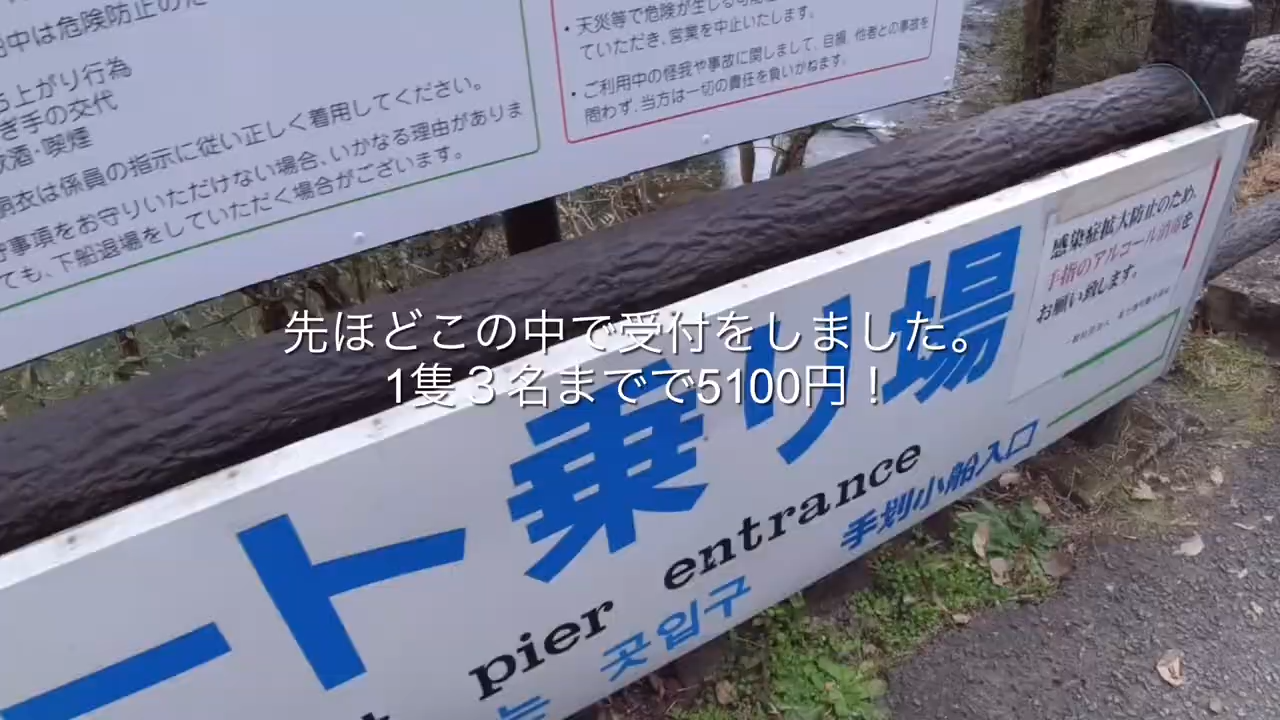 中は危険防止のた
上がり行為
ぎ手の交代
飲酒・喫煙
衣は係員の指示に従い正しく着用してください。
事項をお守りいただけない場合、いかなる理由がありま
ても、下船退場をしていただく場合がございます。
・天災等で危険が生じる可能
ていただき、営業を中止いたします。
・ご利用中の怪我や事故に関しまして、自損、他者との事故を
問わず、当方は一切の責任を負いかねます。
先ほどこの中で受付をしました。
1隻３名までで5100円！
ート乗り場
pier entrance
는 곳입구
手划小船入口
感染症拡大防止のため、
手指のアルコール消毒を
お願い致します。